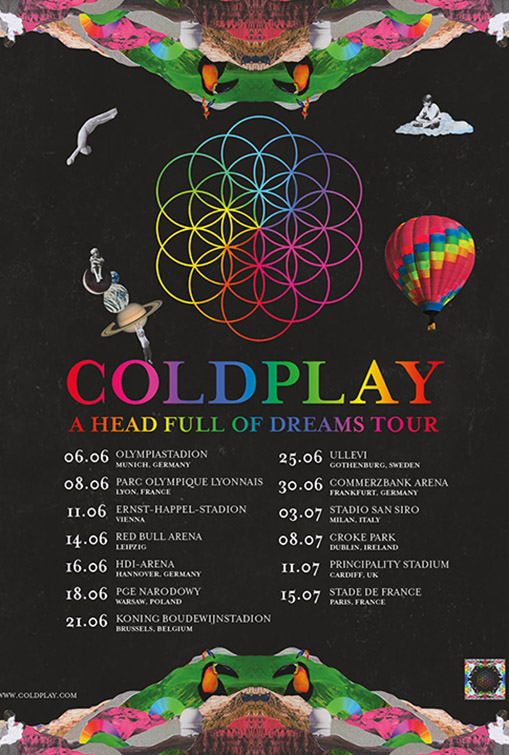 COLDPLAY
A HEAD FULL OF DREAMS TOUR
06.06 OLYMPIASTADION
MUNICH, GERMANY
08.06 PARC OLYMPIQUE LYONNAIS
LYON, FRANCE
11.06 ERNST-HAPPEL-STADION
VIENNA
14.06 RED BULL ARENA
LEIPZIG
16.06 HDI-ARENA
HANNOVER, GERMANY
18.06 PGE NARODOWY
WARSAW, POLAND
21.06 KONING BOUDEWIJNSTADION
BRUSSELS, BELGIUM
25.06 ULLEVI
GOTHENBURG, SWEDEN
30.06 COMMERZBANK ARENA
FRANKFURT, GERMANY
03.07 STADIO SAN SIRO
MILAN, ITALY
08.07 CROKE PARK
DUBLIN, IRELAND
11.07 PRINCIPALITY STADIUM
CARDIFF, UK
15.07 STADE DE FRANCE
PARIS, FRANCE
WWW.COLDPLAY.COM